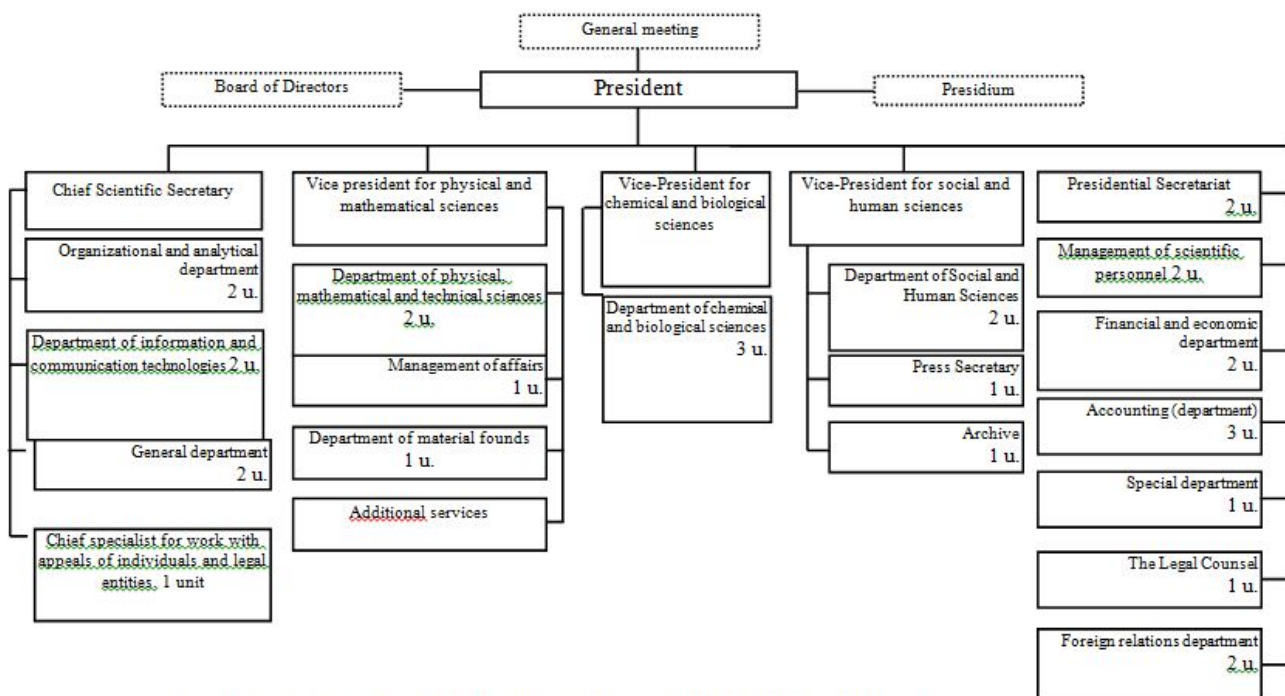 General meeting
Board of Directors
President
Presidium
Chief Scientific Secretary
Organizational and analytical
department
2 u.
Department of information and
communication technologies 2 u.
General department
2 u.
Chief specialist for work with
appeals of individuals and legal
entities, 1 unit
Vice president for physical and
mathematical sciences
Department of physical,
mathematical and technical sciences
2 u.
Management of affairs
1 u.
Department of material founds
1 u.
Additional services
Vice-President for
chemical and biological
sciences
Department of chemical
and biological sciences
3 u.
Vice-President for social and
human sciences
Department of Social and
Human Sciences
2 u.
Press Secretary
1 u.
Archive
1 u.
Presidential Secretariat
2 u.
Management of scientific
personnel 2 u.
Financial and economic
department
2 u.
Accounting (department)
3 u.
Special department
1 u.
The Legal Counsel
1 u.
Foreign relations department
2 u.